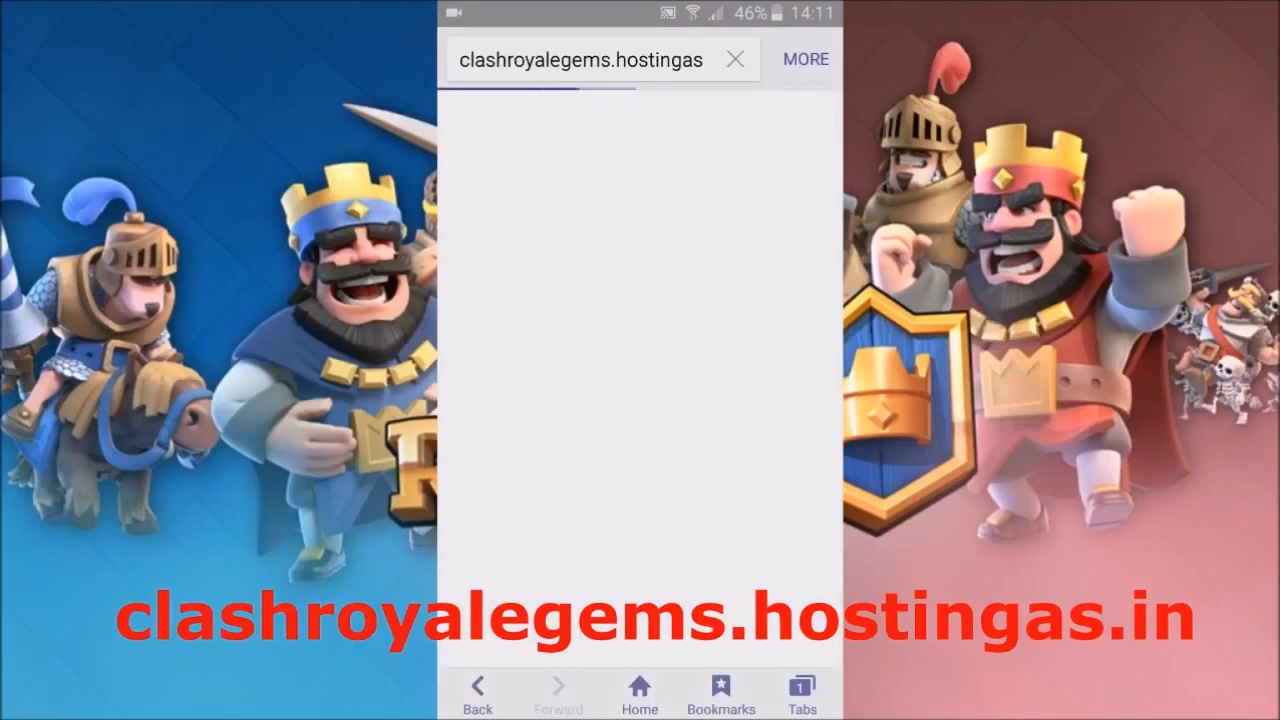 46% 14:11
clashroyalegems.hostingas
MORE
R
clashroyalegems.hostingas.in
Back Forward Home Bookmarks 1 Tabs